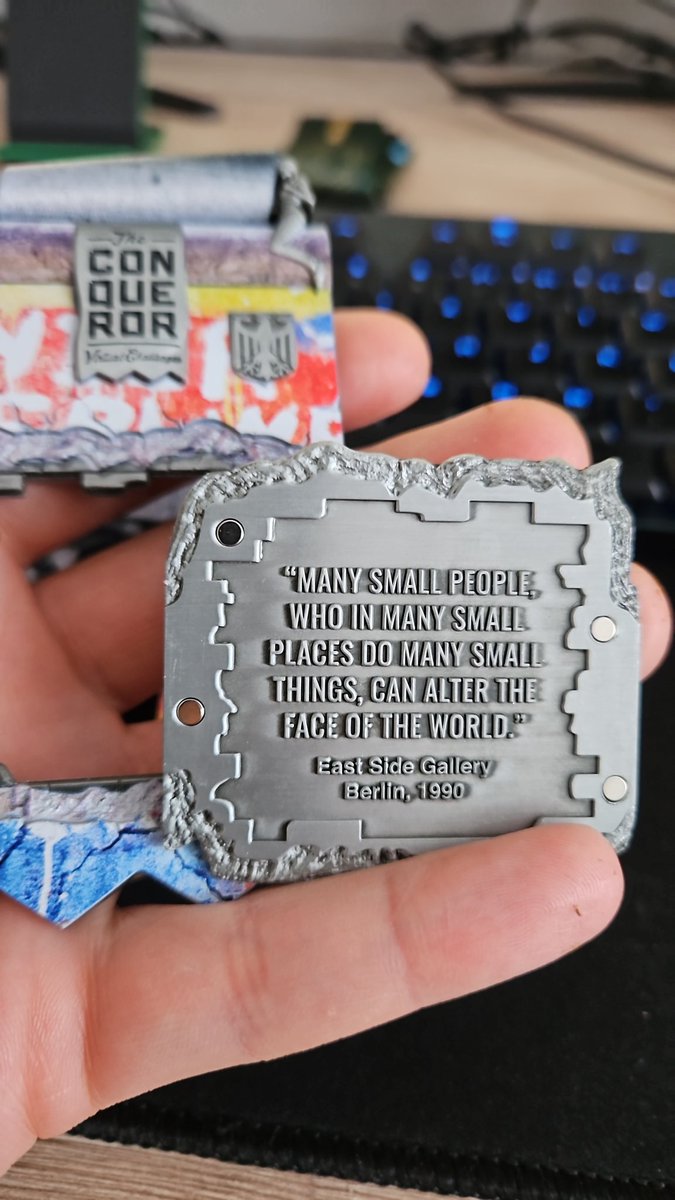 The
CON
QUE
ROR
Virtual Challenges
“MANY SMALL PEOPLE,
WHO IN MANY SMALL
PLACES DO MANY SMALL
THINGS, CAN ALTER THE
FACE OF THE WORLD.”
East Side Gallery
Berlin, 1990